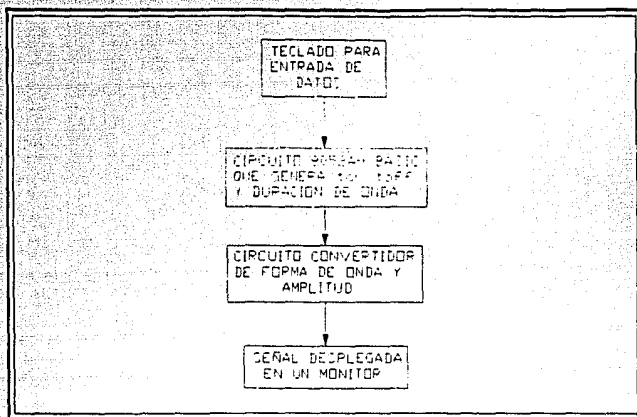 TECLADO PARA
ENTRADA DE
DATOS
CIRCUITO BASIC
QUE GENERA
Y DURACION DE ONDA
CIRCUITO CONVERTIDOR
DE FORMA DE ONDA Y
AMPLITUD
SEÑAL DESPLEGADA
EN UN MONITOR